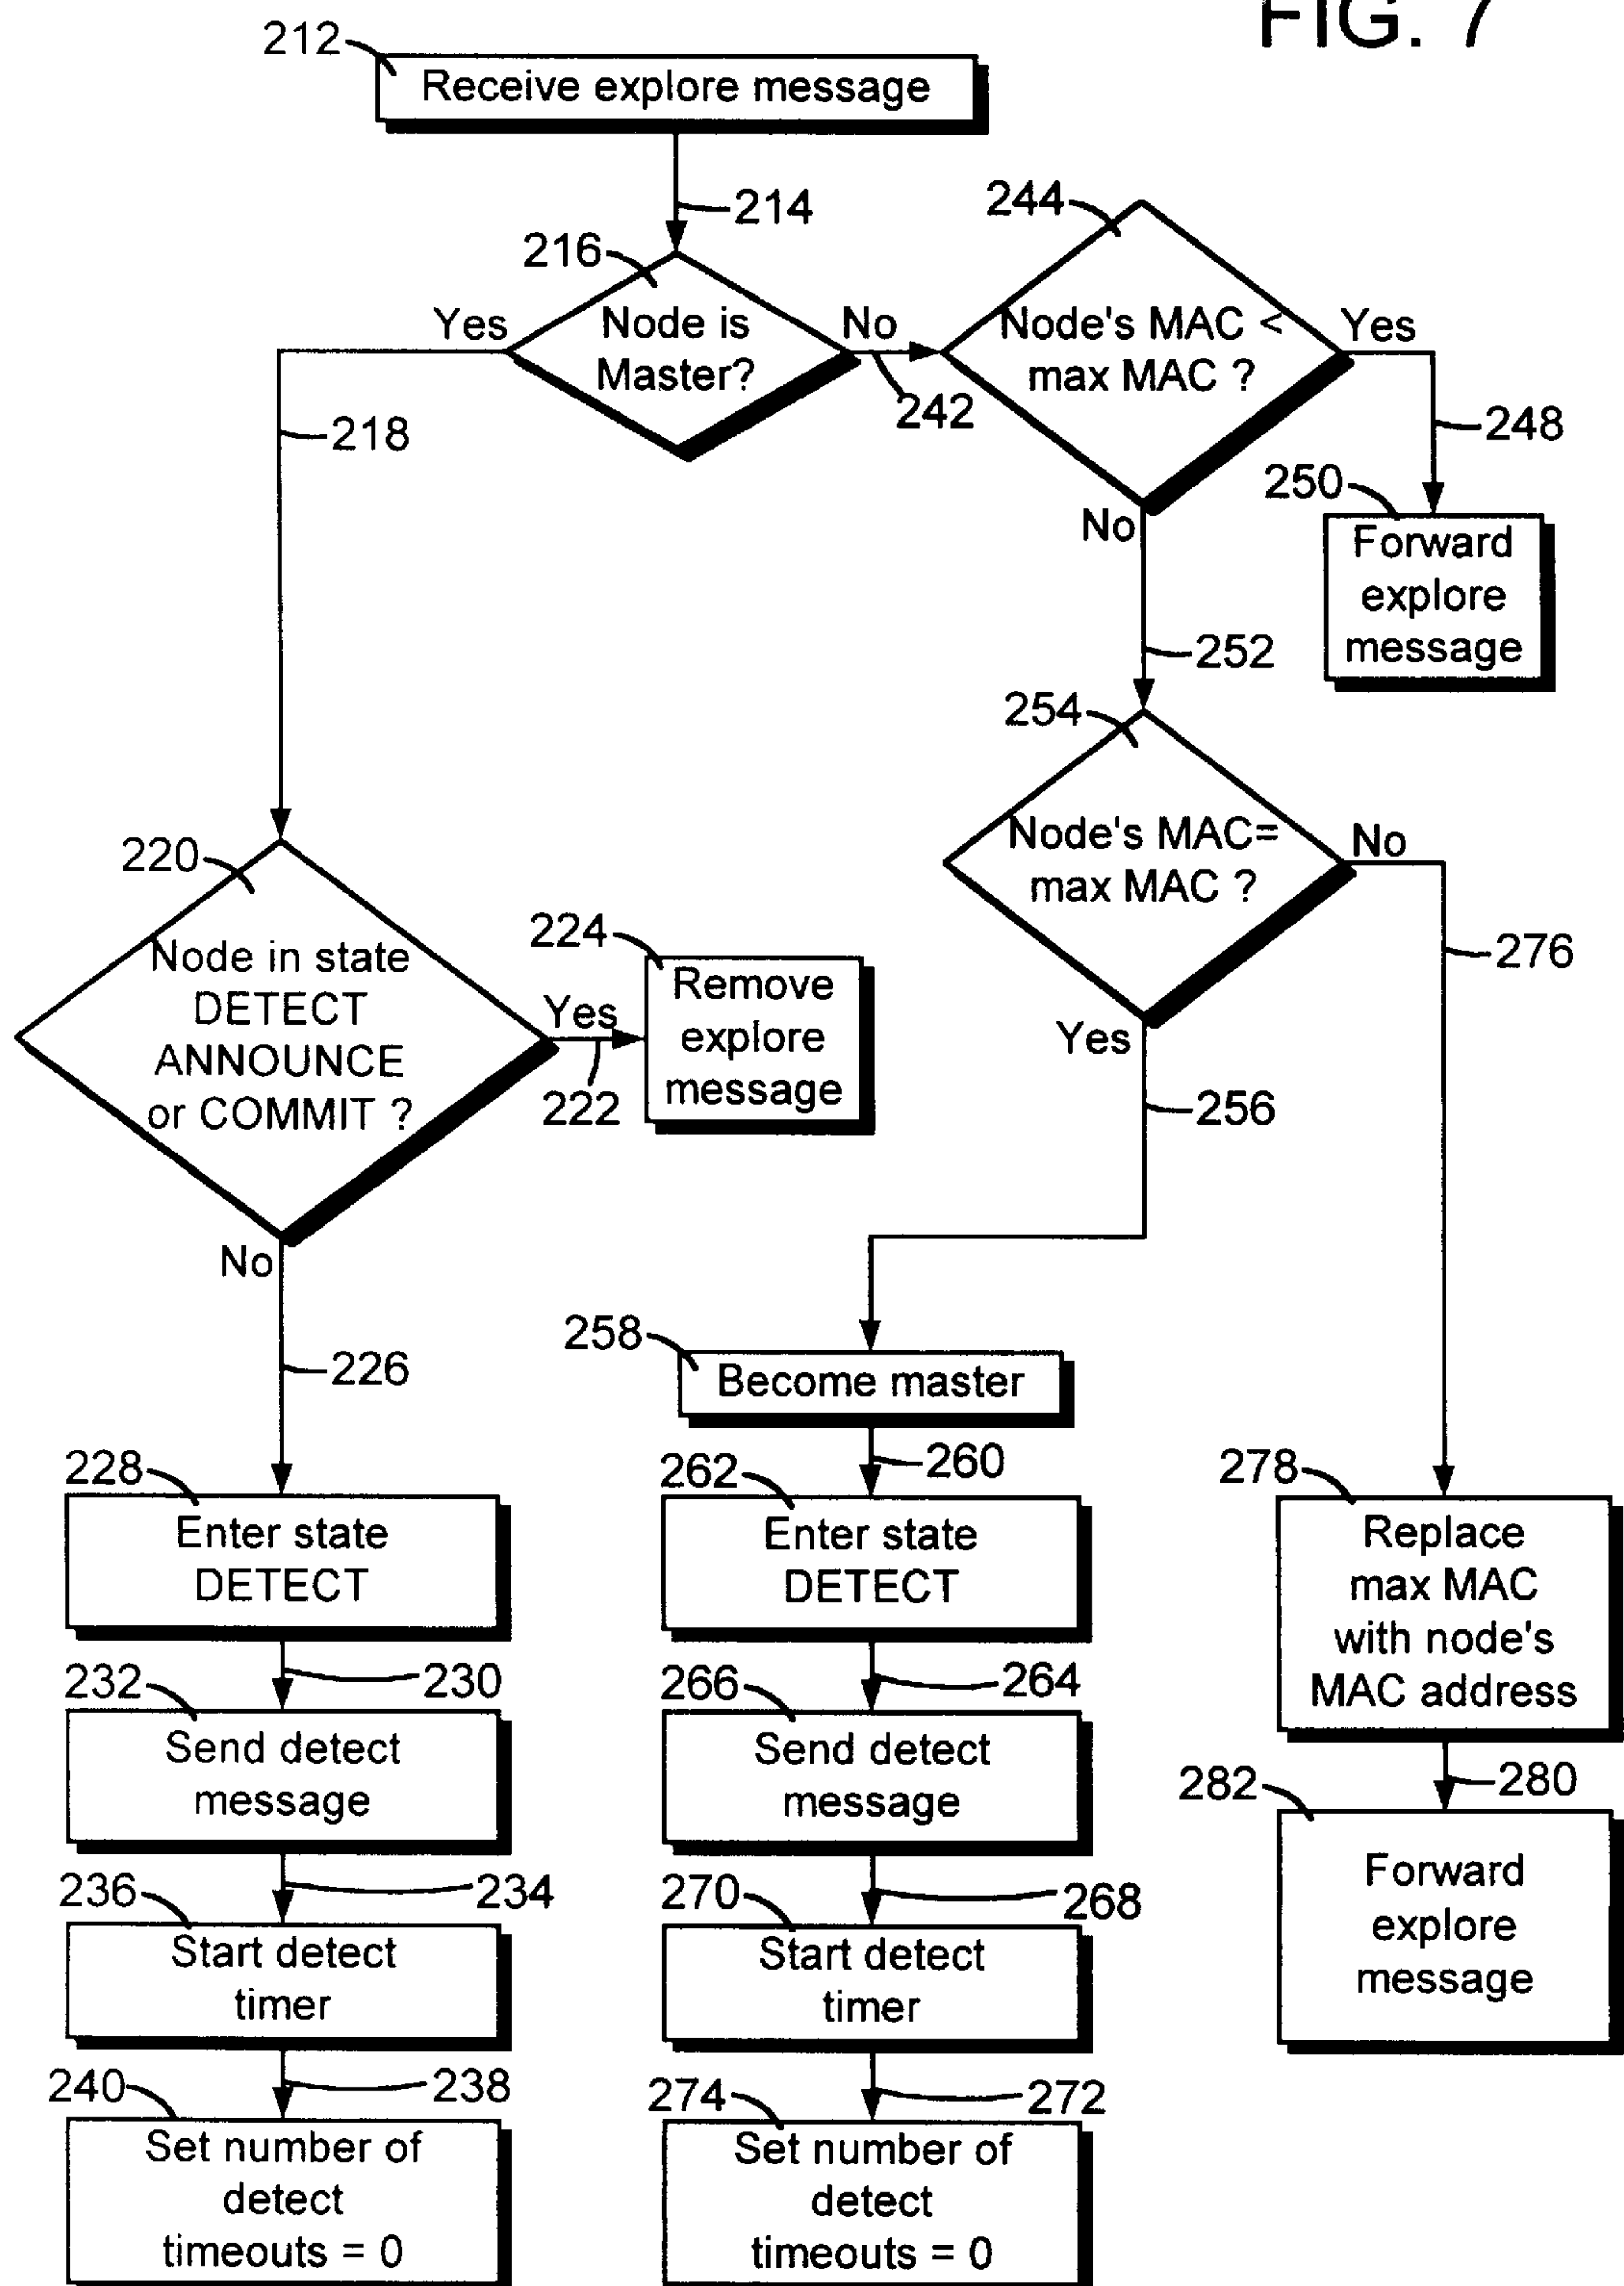 FIG. 7
212
Receive explore message
214
216
Node is
Master?
Yes
No
242
244
Node's MAC <
max MAC ?
Yes
248
250
Forward
explore
message
No
252
218
254
Node's MAC=
max MAC ?
No
276
Yes
256
220
Node in state
DETECT
ANNOUNCE
or COMMIT ?
Yes
222
224
Remove
explore
message
No
226
258
Become master
260
228
Enter state
DETECT
230
232
Send detect
message
234
236
Start detect
timer
238
240
Set number of
detect
timeouts = 0
262
Enter state
DETECT
264
266
Send detect
message
268
270
Start detect
timer
272
274
Set number of
detect
timeouts = 0
278
Replace
max MAC
with node's
MAC address
280
282
Forward
explore
message